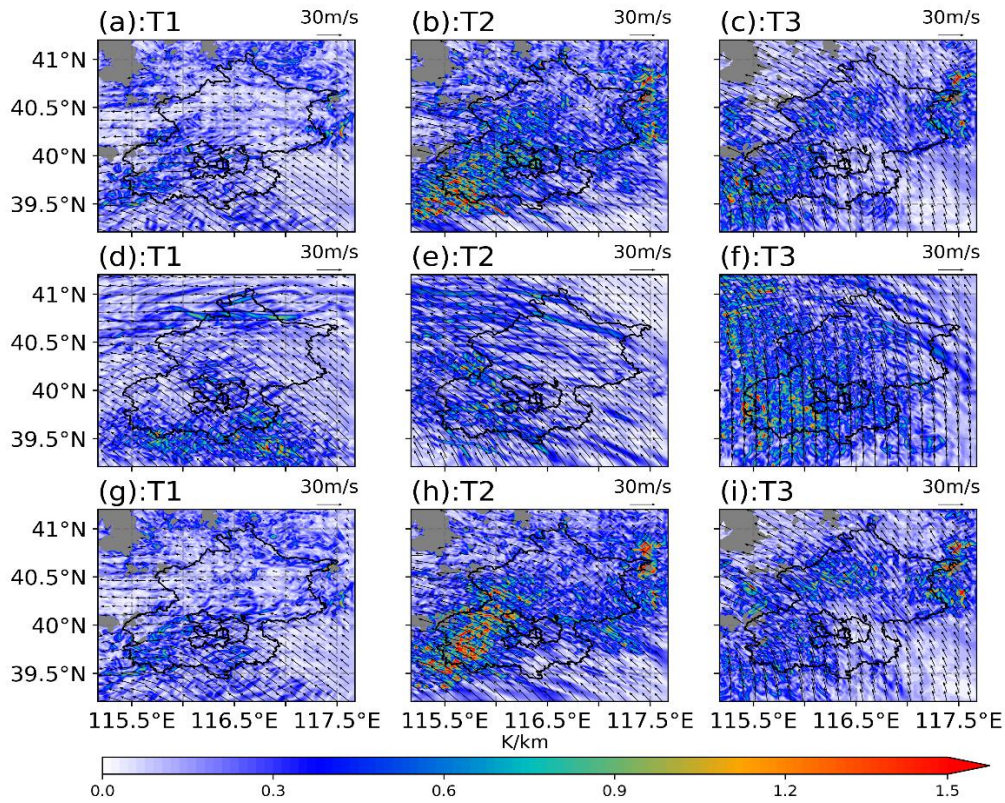 (a):T1 30m/s (b):T2 30m/s (c):T3 30m/s
41°N
40.5°N
40°N
39.5°N
(d):T1 30m/s (e):T2 30m/s (f):T3 30m/s
41°N
40.5°N
40°N
39.5°N
(g):T1 30m/s (h):T2 30m/s (i):T3 30m/s
41°N
40.5°N
40°N
39.5°N
115.5° 116.5° 117.5°E 115.5° 116.5° 117.5°E 115.5° 116.5° 117.5°E
K/km
0.0 0.3 0.6 0.9 1.2 1.5